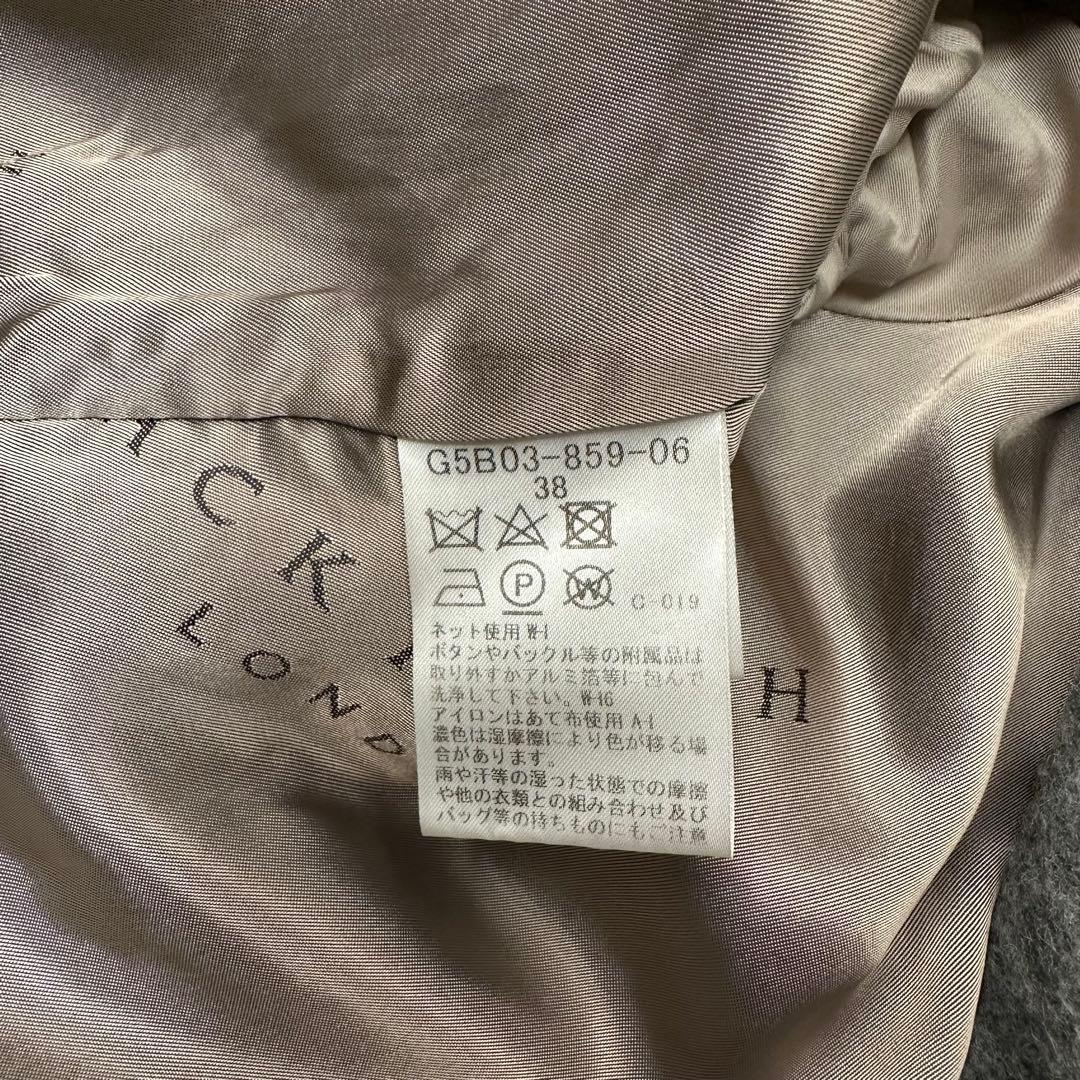 G5B03-859-06
38
P
W
C-019
ネット使用 W-1
ボタンやバックル等の附属品は
取り外すかアルミ箔等に包んで
洗浄して下さい。W-16
アイロンはあて布使用 A-1
濃色は湿摩擦により色が移る場
合があります。
雨や汗等の湿った状態での摩擦
や他の衣類との組み合わせ及び
バッグ等の持ちものにもご注意
ICK
H
LOND